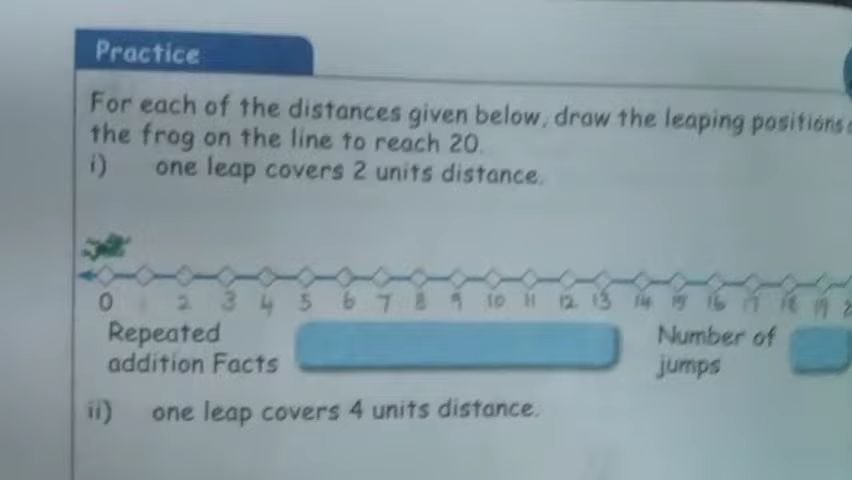 Practice
For each of the distances given below, draw the leaping positions
the frog on the line to reach 20.
i) one leap covers 2 units distance.
0 2 3 4 5 6 7 8 9 10 11 12 13 14 15 16 17 18 19
Repeated addition Facts
Number of jumps
ii) one leap covers 4 units distance.